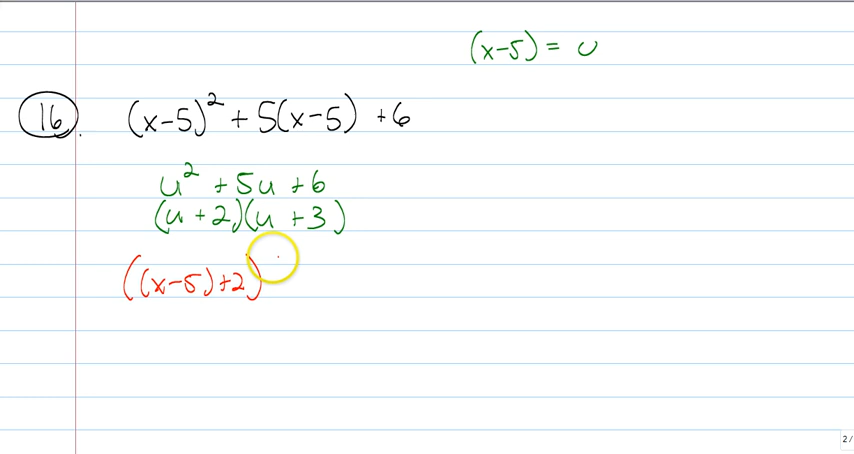 (x-5) = u
16. (x-5)² + 5(x-5) + 6
u² + 5u + 6
(u + 2)(u + 3)
((x-5)+2)
2/